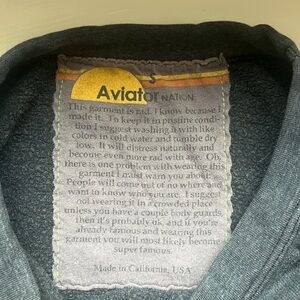 S
Aviator NATION
This garment is rad. I know because I
made it. To keep it in pristine condi-
tion I suggest washing it with like
colors in cold water and tumble dry
low. It will distress naturally and
become even more rad with age. Oh,
there is one problem with wearing this
garment I must warn you about.
People will come out of no where and
want to know who you are. I suggest
not wearing it in a crowded place
unless you have a couple body guards,
then it's probably ok, and if you're
already famous and wearing this
garment you will most likely become
super famous.
Made in California, USA